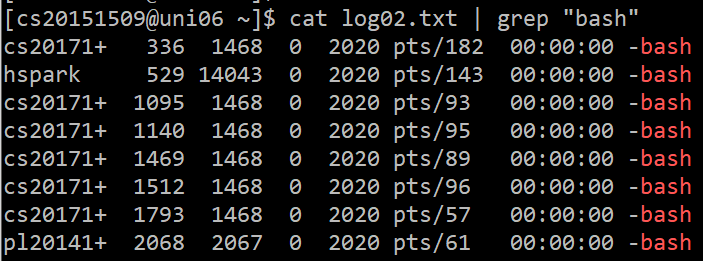 [cs20151509@uni06 ~]$ cat log02.txt | grep "bash"
cs20171+   336  1468  0  2020 pts/182  00:00:00 -bash
hspark     529 14043  0  2020 pts/143  00:00:00 -bash
cs20171+  1095  1468  0  2020 pts/93   00:00:00 -bash
cs20171+  1140  1468  0  2020 pts/95   00:00:00 -bash
cs20171+  1469  1468  0  2020 pts/89   00:00:00 -bash
cs20171+  1512  1468  0  2020 pts/96   00:00:00 -bash
cs20171+  1793  1468  0  2020 pts/57   00:00:00 -bash
pl20141+  2068  2067  0  2020 pts/61   00:00:00 -bash